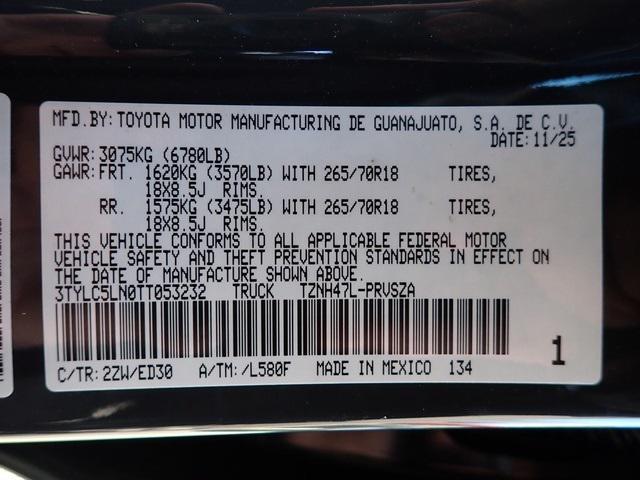 MFD.BY: TOYOTA MOTOR MANUFACTURING DE GUANAJUATO, S.A. DE C.V.
DATE: 11/25
GVWR: 3075KG (6780LB)
GAWR: FRT. 1620KG (3570LB) WITH 265/70R18 TIRES,
18X8.5J RIMS.
RR. 1575KG (3475LB) WITH 265/70R18 TIRES,
18X8.5J RIMS.
THIS VEHICLE CONFORMS TO ALL APPLICABLE FEDERAL MOTOR
VEHICLE SAFETY AND THEFT PREVENTION STANDARDS IN EFFECT ON
THE DATE OF MANUFACTURE SHOWN ABOVE.
3TYLC5LN0TT053232 TRUCK TZNH47L-PRVSZA
1
C/TR: 2ZW/ED30 A/TM: /L580F MADE IN MEXICO 134